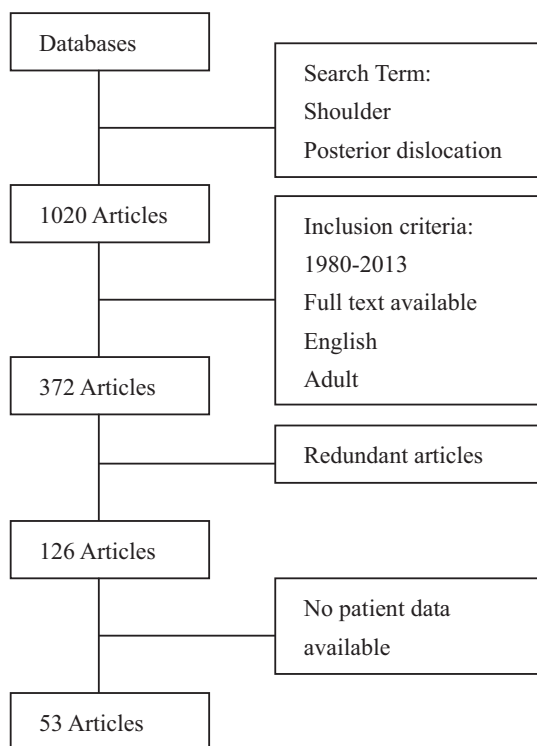 Databases
Search Term:
Shoulder
Posterior dislocation
1020 Articles
Inclusion criteria:
1980-2013
Full text available
English
Adult
372 Articles
Redundant articles
126 Articles
No patient data
available
53 Articles